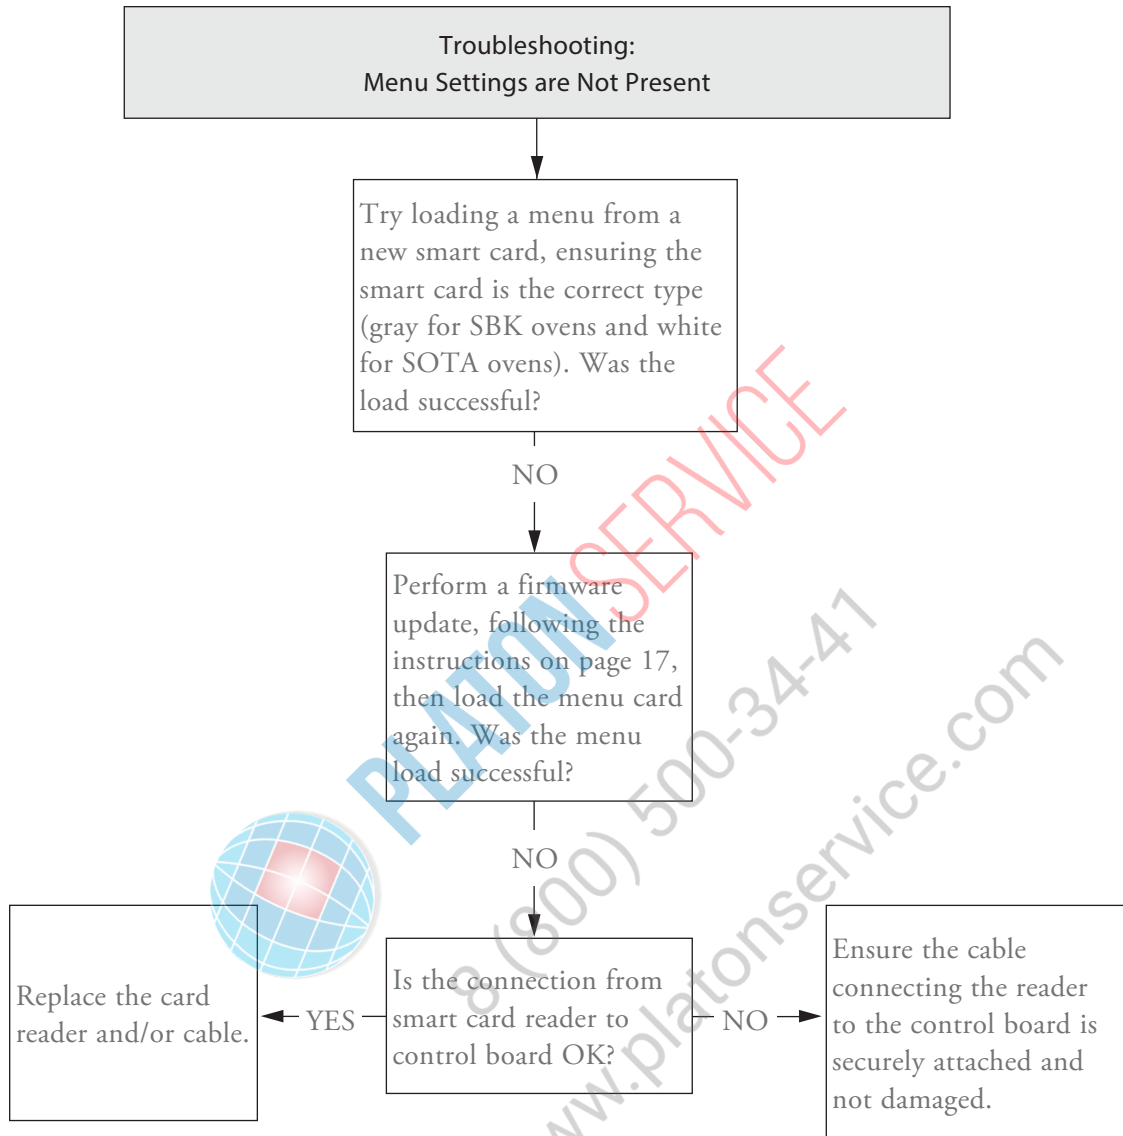 Troubleshooting:
Menu Settings are Not Present
Try loading a menu from a
new smart card, ensuring the
smart card is the correct type
(gray for SBK ovens and white
for SOTA ovens). Was the
load successful?
NO
Perform a firmware
update, following the
instructions on page 17,
then load the menu card
again. Was the menu
load successful?
NO
Is the connection from
smart card reader to
control board OK?
YES
Replace the card
reader and/or cable.
NO
Ensure the cable
connecting the reader
to the control board is
securely attached and
not damaged.
PLATON SERVICE
8 (800) 500-34-41
www.platonservice.com